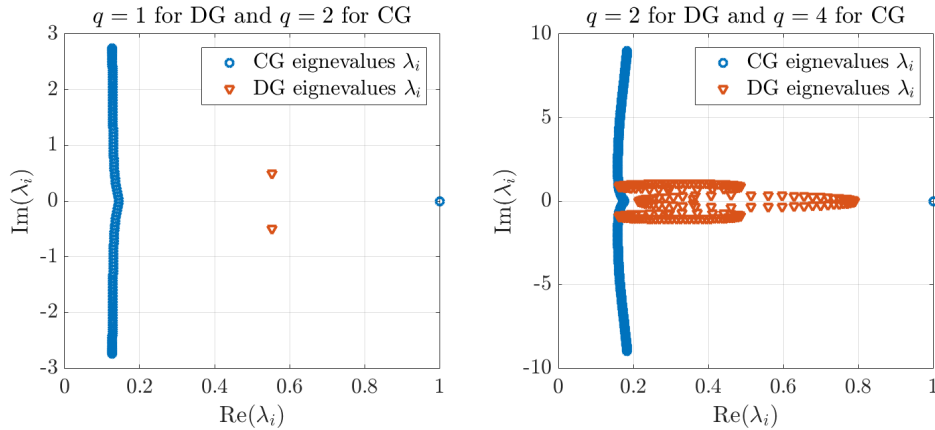 q = 1 for DG and q = 2 for CG
3
2
1
0
-1
-2
-3
Im(λᵢ)
CG eignevalues λᵢ
DG eignevalues λᵢ
0 0.2 0.4 0.6 0.8 1
Re(λᵢ)
q = 2 for DG and q = 4 for CG
10
5
0
-5
-10
Im(λᵢ)
CG eignevalues λᵢ
DG eignevalues λᵢ
0 0.2 0.4 0.6 0.8 1
Re(λᵢ)